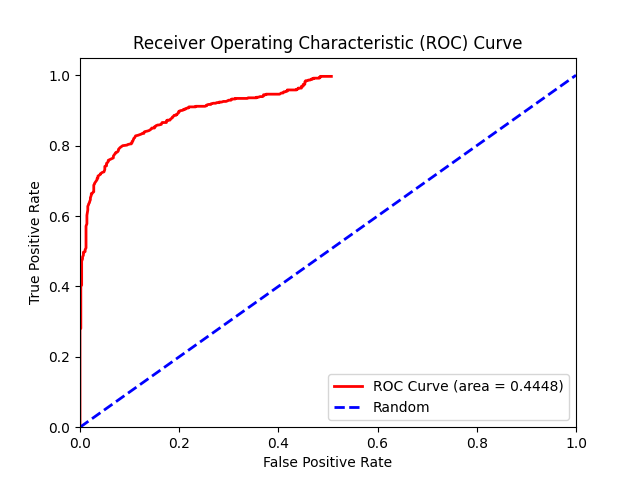 Receiver Operating Characteristic (ROC) Curve
1.0
0.8
0.6
0.4
0.2
0.0
True Positive Rate
0.0 0.2 0.4 0.6 0.8 1.0
False Positive Rate
ROC Curve (area = 0.4448)
Random